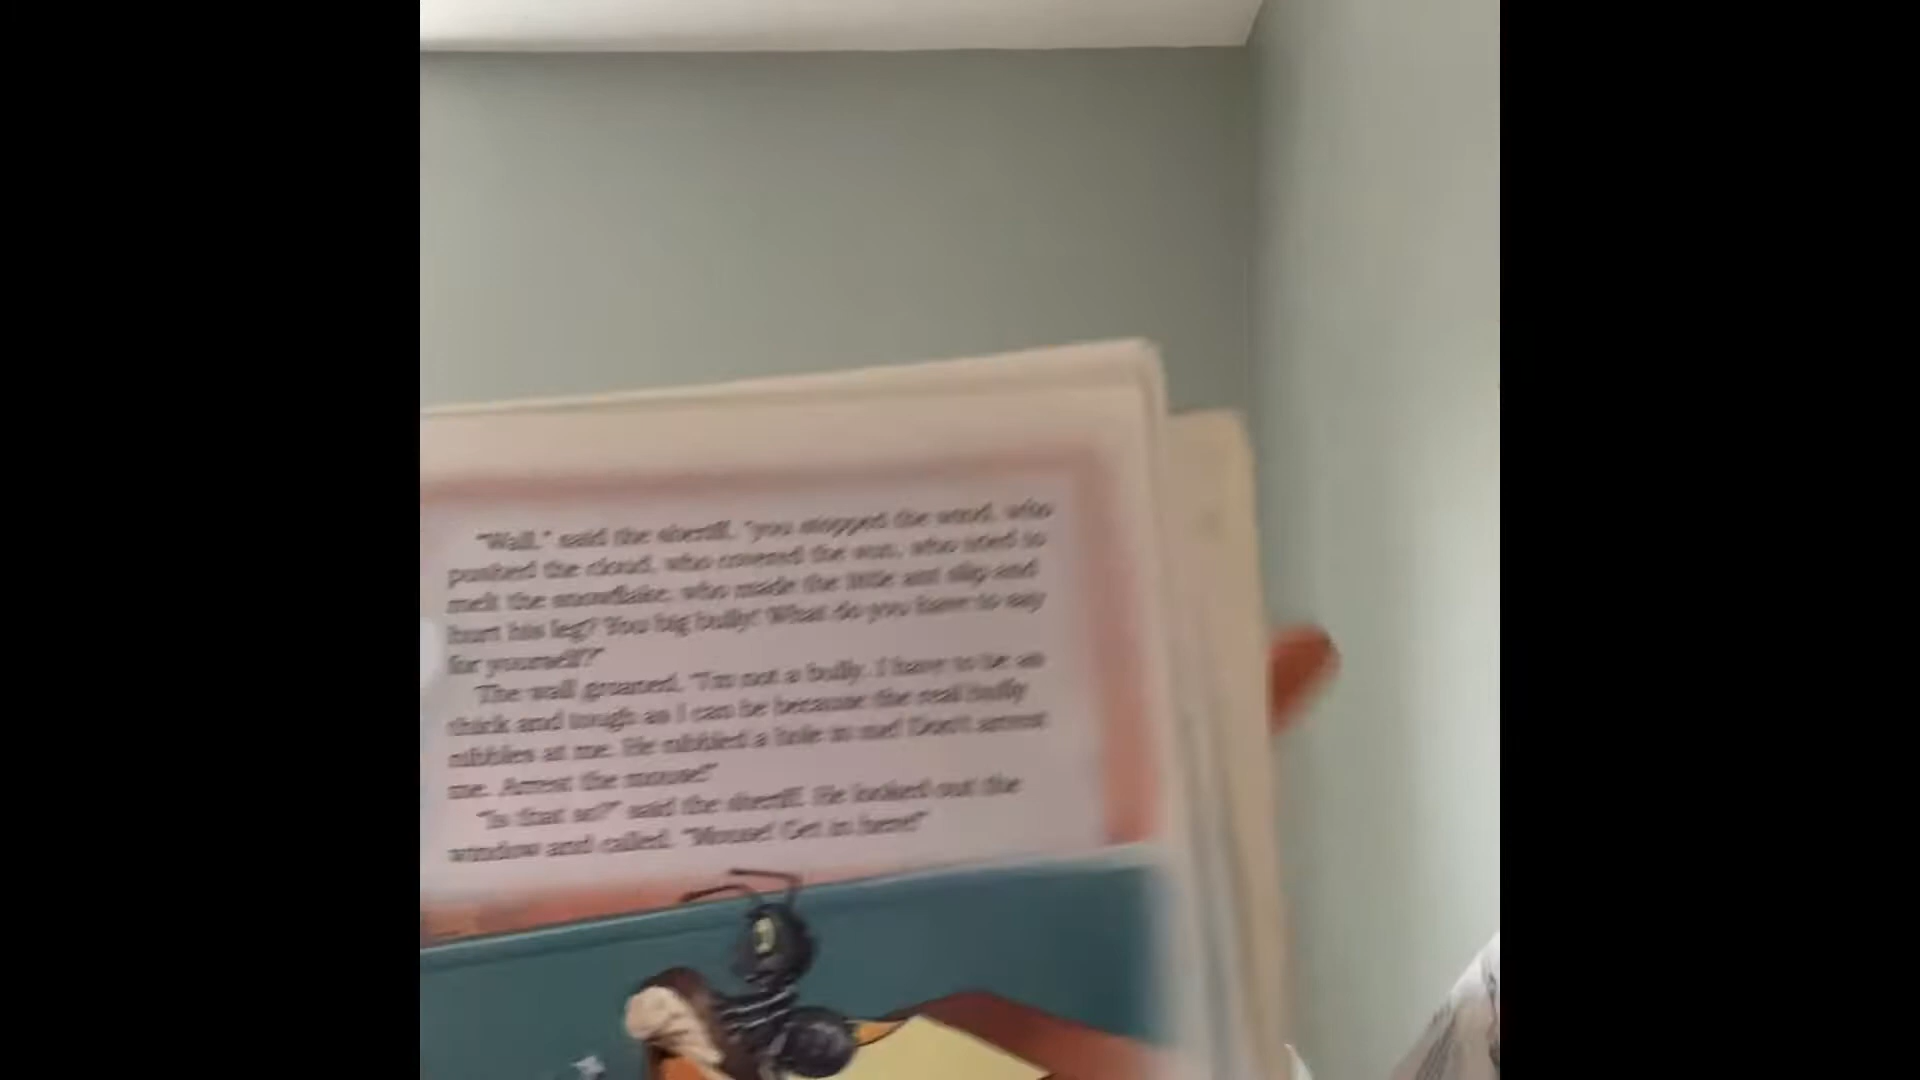 "Wall," said the sheriff, "you stopped the wind, who
pushed the cloud, who covered the sun, who tried to
melt the snowflake, who made the little ant slip and
hurt his leg? You big bully! What do you have to say
for yourself?"
The wall groaned, "I'm not a bully. I have to be as
thick and tough as I can be because the real bully
nibbles at me. He nibbled a hole in me! Don't arrest
me. Arrest the mouse!"
"Is that so?" said the sheriff. He looked out the
window and called, "Mouse! Get in here!"